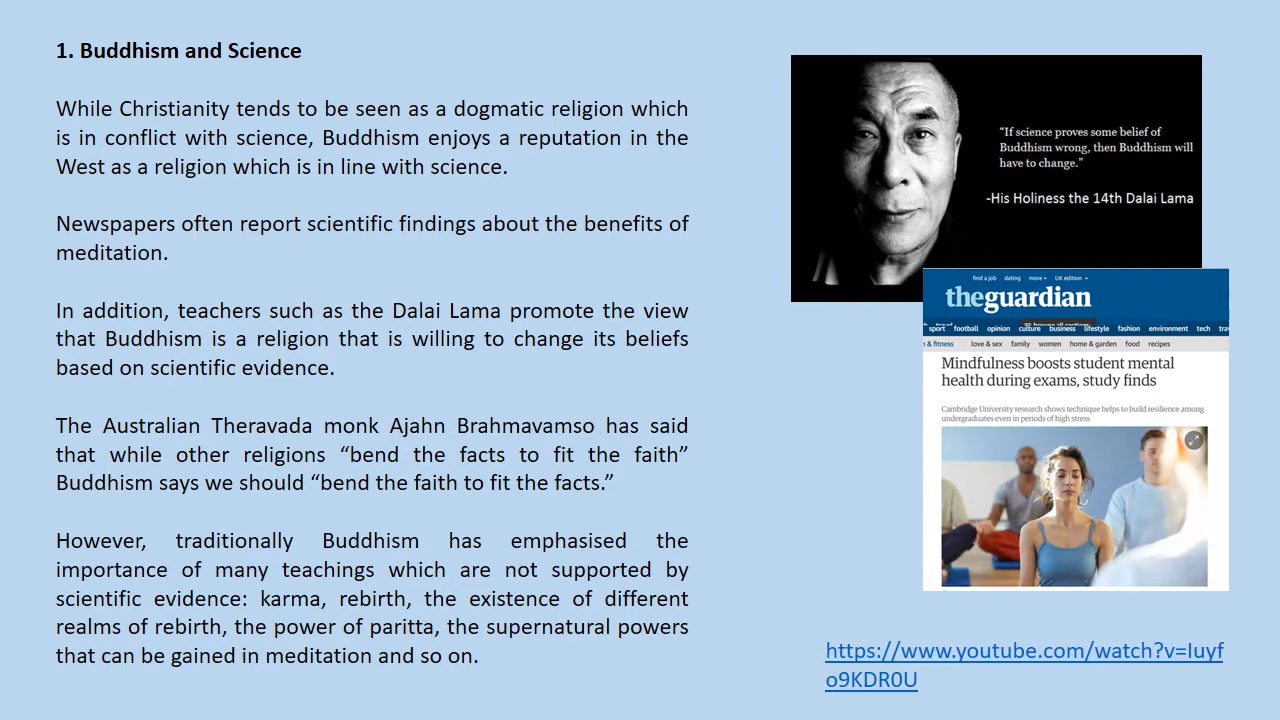 1. Buddhism and Science
While Christianity tends to be seen as a dogmatic religion which
is in conflict with science, Buddhism enjoys a reputation in the
West as a religion which is in line with science.
Newspapers often report scientific findings about the benefits of
meditation.
In addition, teachers such as the Dalai Lama promote the view
that Buddhism is a religion that is willing to change its beliefs
based on scientific evidence.
The Australian Theravada monk Ajahn Brahmavamso has said
that while other religions “bend the facts to fit the faith”
Buddhism says we should “bend the faith to fit the facts.”
However, traditionally Buddhism has emphasised the
importance of many teachings which are not supported by
scientific evidence: karma, rebirth, the existence of different
realms of rebirth, the power of paritta, the supernatural powers
that can be gained in meditation and so on.
“If science proves some belief of
Buddhism wrong, then Buddhism will
have to change.”
-His Holiness the 14th Dalai Lama
find a job dating more UK edition
theguardian
sport football opinion culture business lifestyle fashion environment tech
& fitness love & sex family women home & garden food recipes
Mindfulness boosts student mental
health during exams, study finds
Cambridge University research shows technique helps to build resilience among
undergraduates even in periods of high stress
https://www.youtube.com/watch?v=Iuyf
o9KDR0U